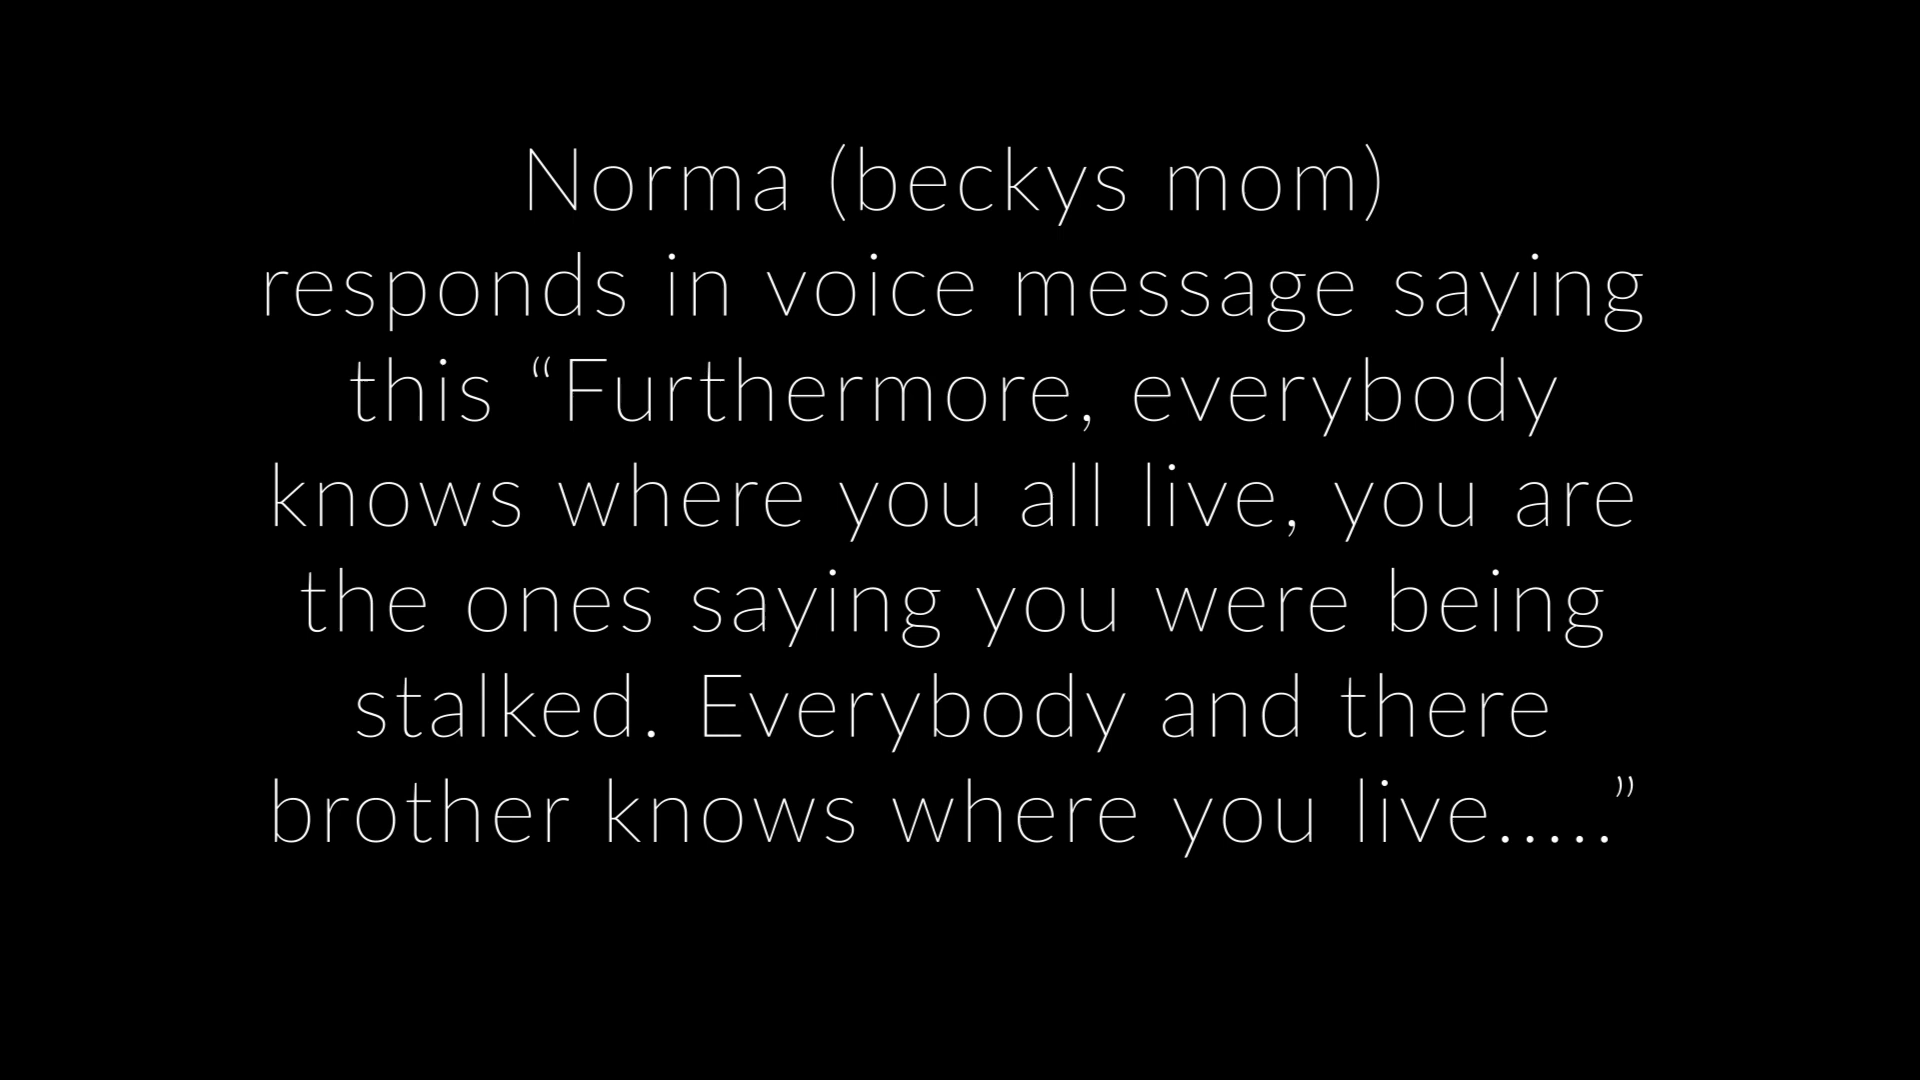 Norma (beckys mom)
responds in voice message saying
this “Furthermore, everybody
knows where you all live, you are
the ones saying you were being
stalked. Everybody and there
brother knows where you live.....”